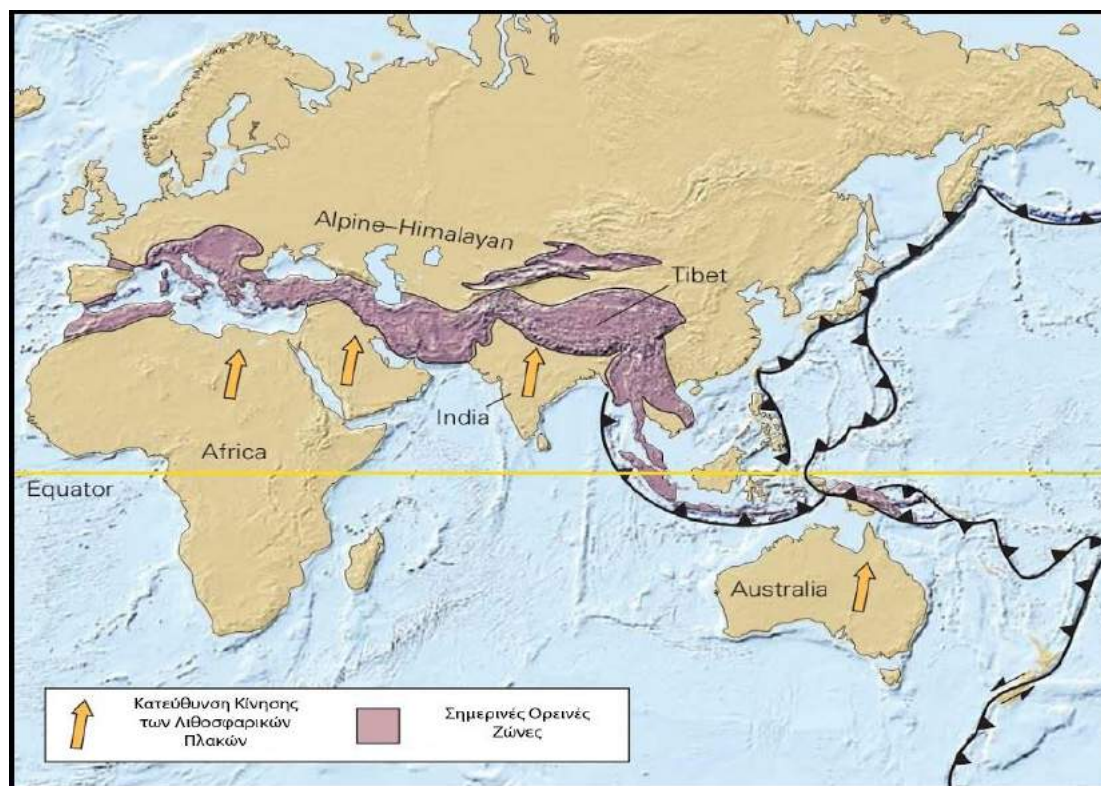 Alpine–Himalayan
Tibet
India
Africa
Equator
Australia
Κατεύθυνση Κίνησης
των Λιθοσφαρικών
Πλακών
Σημερινές Ορεινές
Ζώνες